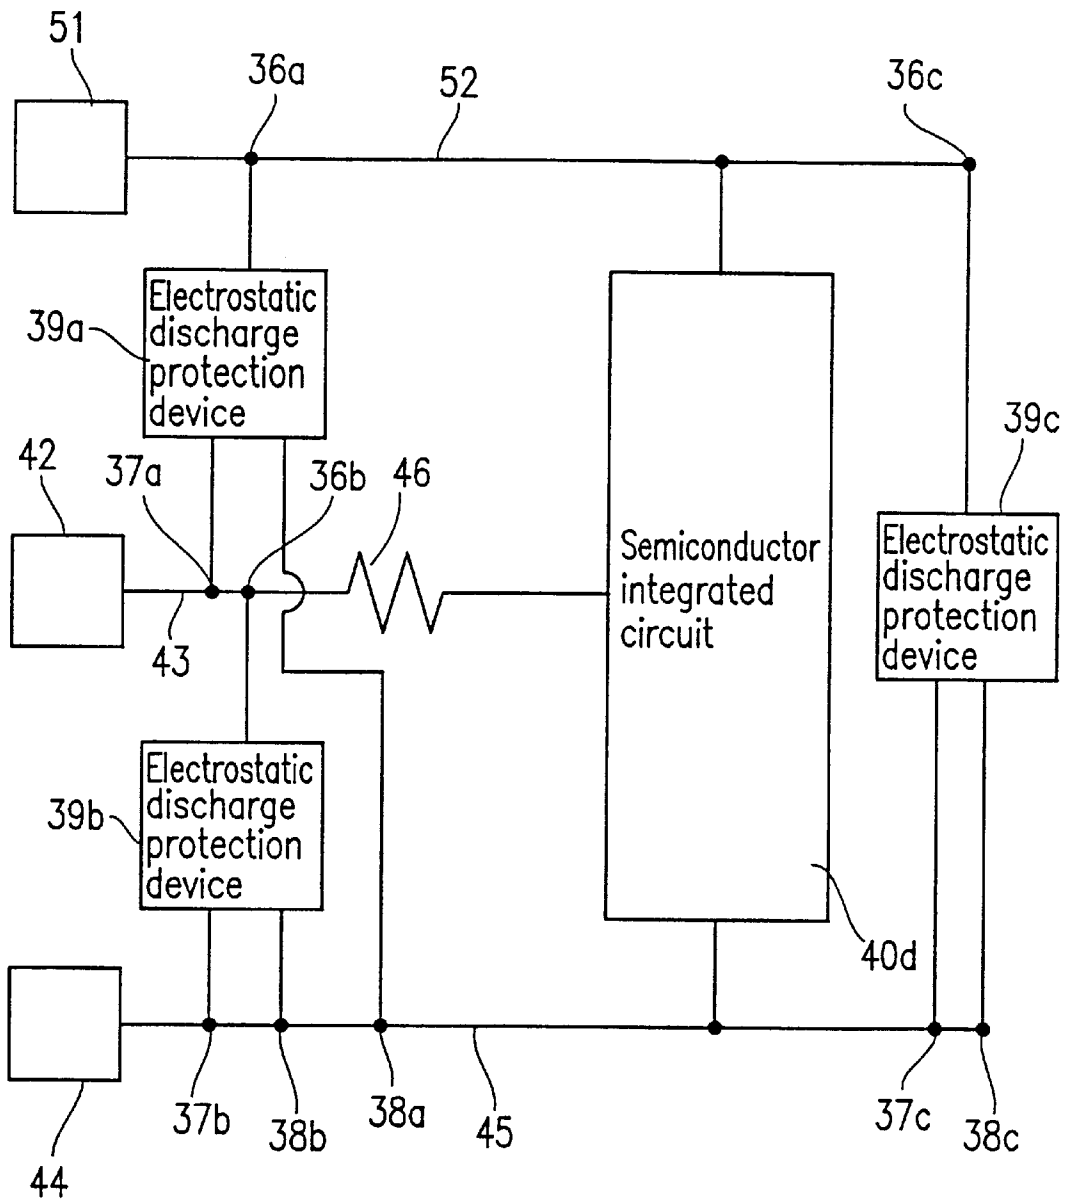 51
36a
52
36c
Electrostatic
discharge
protection
device
39a
39c
42
37a
36b
46
Electrostatic
discharge
protection
device
Semiconductor
integrated
circuit
43
Electrostatic
discharge
protection
device
39b
40d
37b
38b
38a
45
37c
38c
44